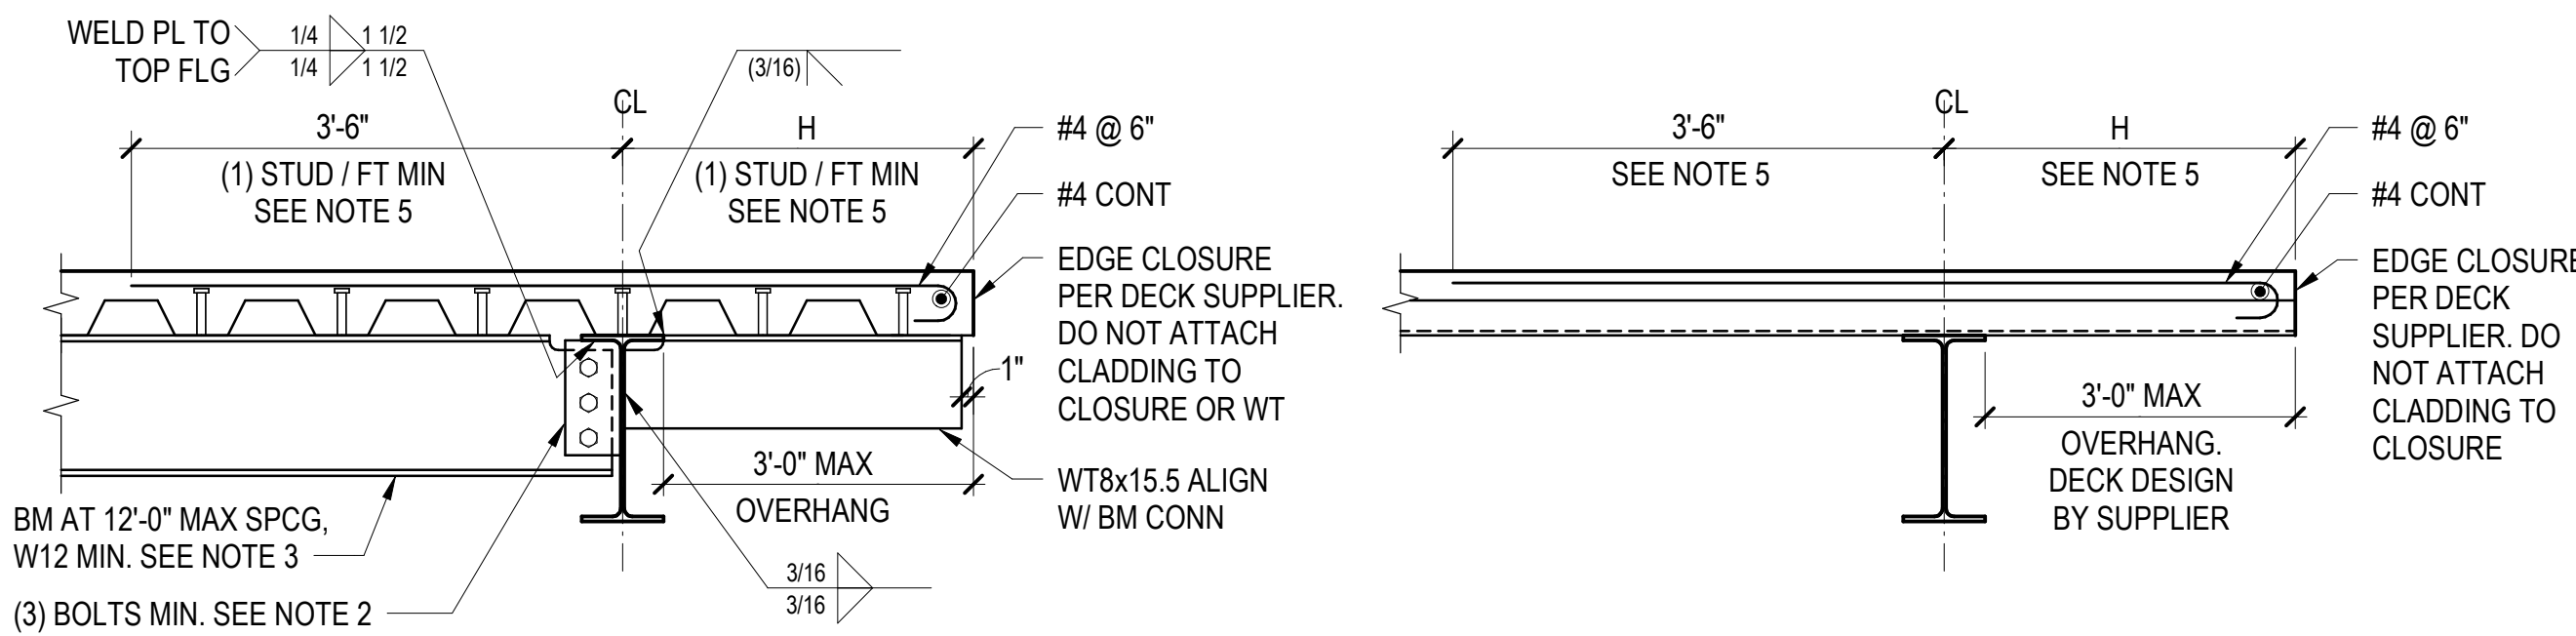 WELD PL TO
TOP FLG
1/4 1 1/2
1/4 1 1/2
(3/16)
CL
3'-6"
H
(1) STUD / FT MIN
SEE NOTE 5
(1) STUD / FT MIN
SEE NOTE 5
#4 @ 6"
#4 CONT
EDGE CLOSURE
PER DECK SUPPLIER.
DO NOT ATTACH
CLADDING TO
CLOSURE OR WT
1"
3'-0" MAX
OVERHANG
WT8x15.5 ALIGN
W/ BM CONN
BM AT 12'-0" MAX SPCG,
W12 MIN. SEE NOTE 3
(3) BOLTS MIN. SEE NOTE 2
3/16
3/16
CL
3'-6"
SEE NOTE 5
H
SEE NOTE 5
#4 @ 6"
#4 CONT
EDGE CLOSURE
PER DECK
SUPPLIER. DO
NOT ATTACH
CLADDING TO
CLOSURE
3'-0" MAX
OVERHANG.
DECK DESIGN
BY SUPPLIER